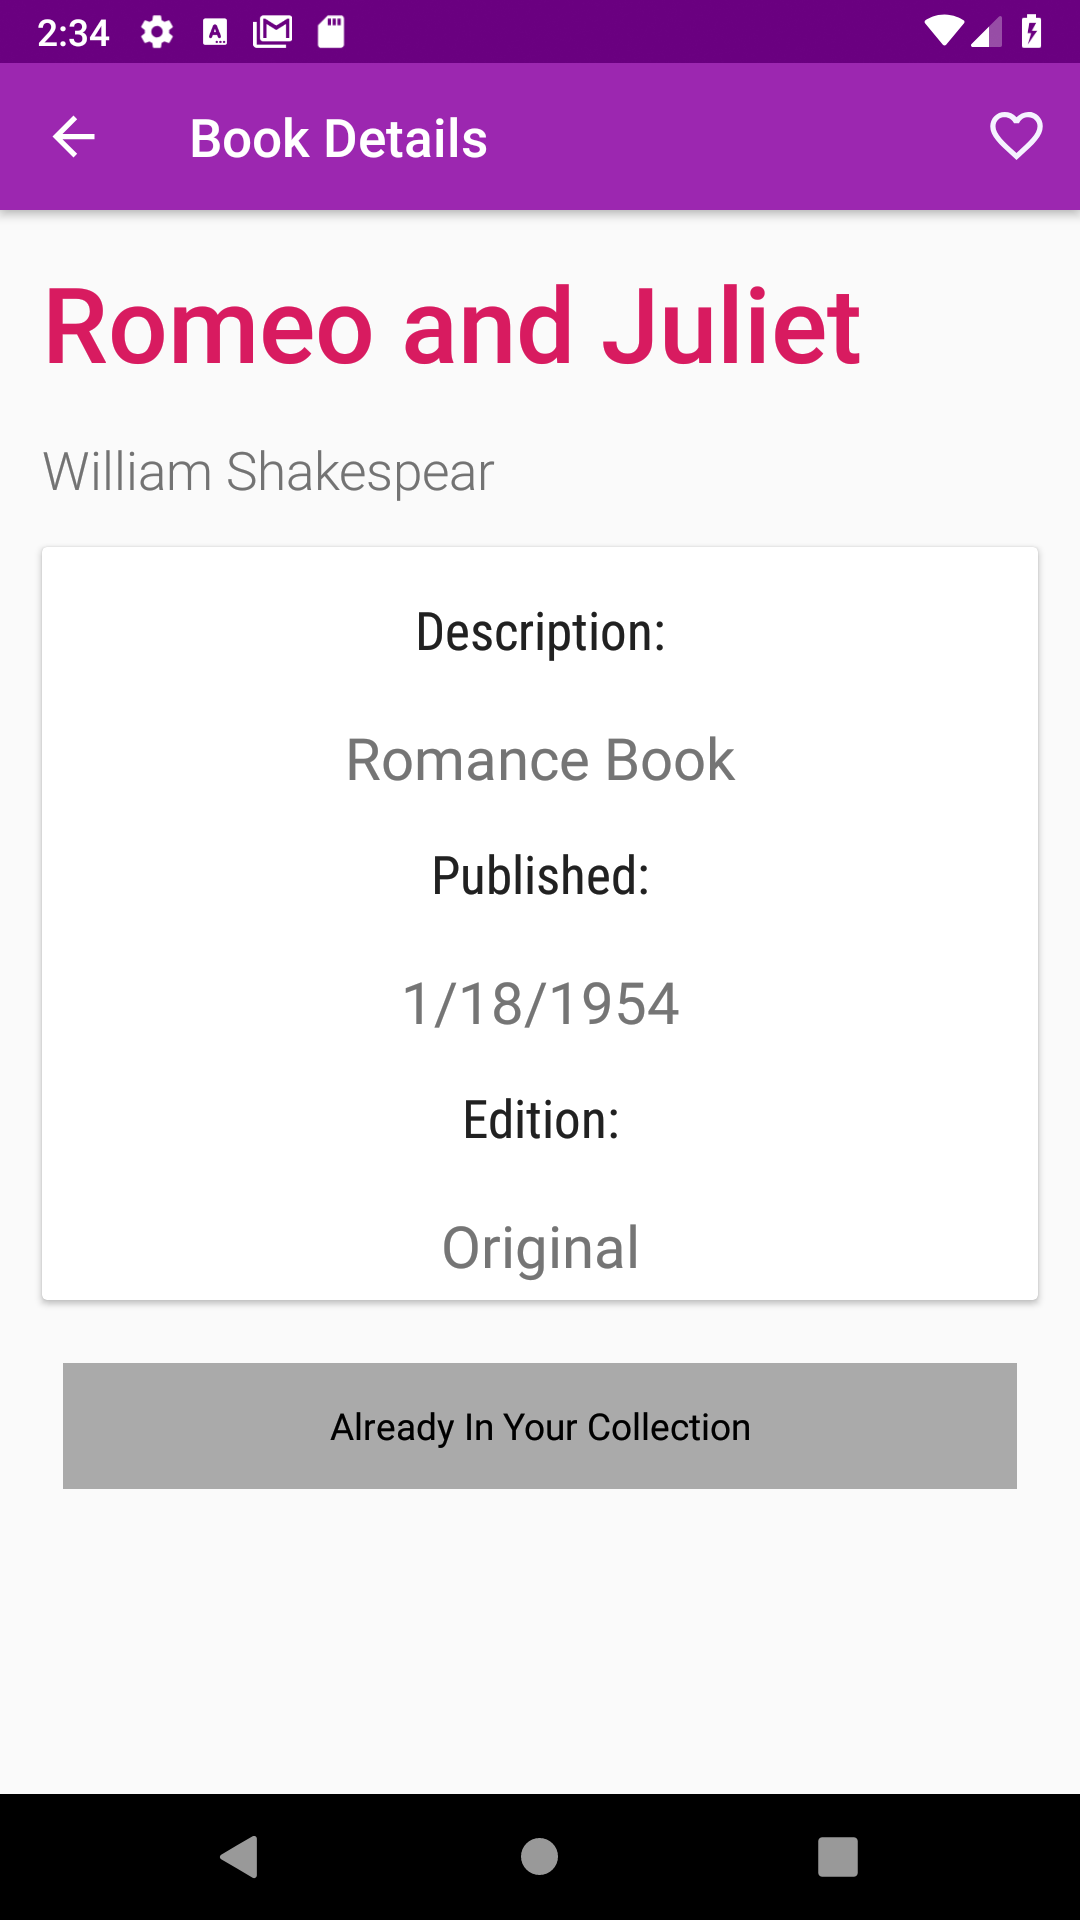 2:34
Book Details
Romeo and Juliet
William Shakespear
Description:
Romance Book
Published:
1/18/1954
Edition:
Original
Already In Your Collection